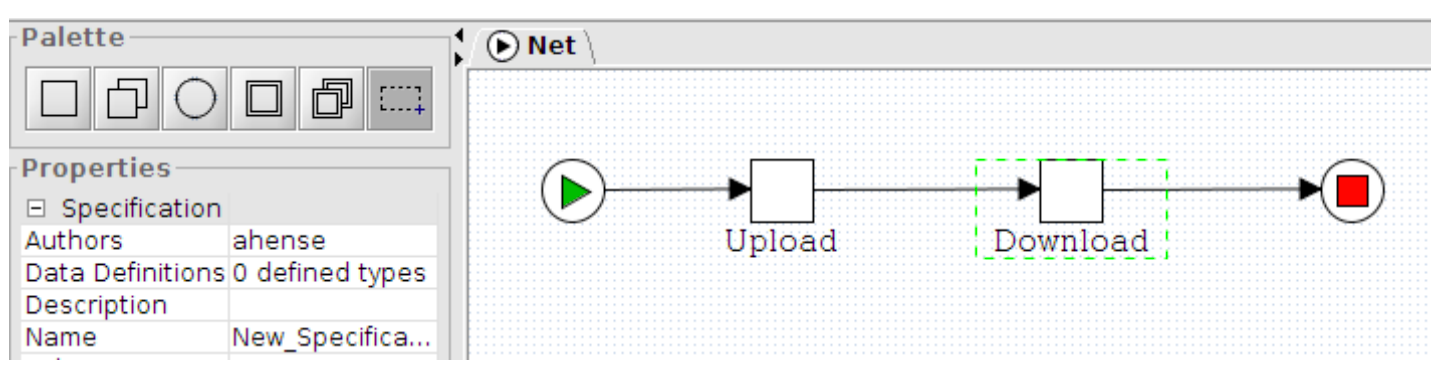 Palette
Net
Properties
Specification
Authors ahense
Data Definitions 0 defined types
Description
Name New_Specifica...
Upload
Download